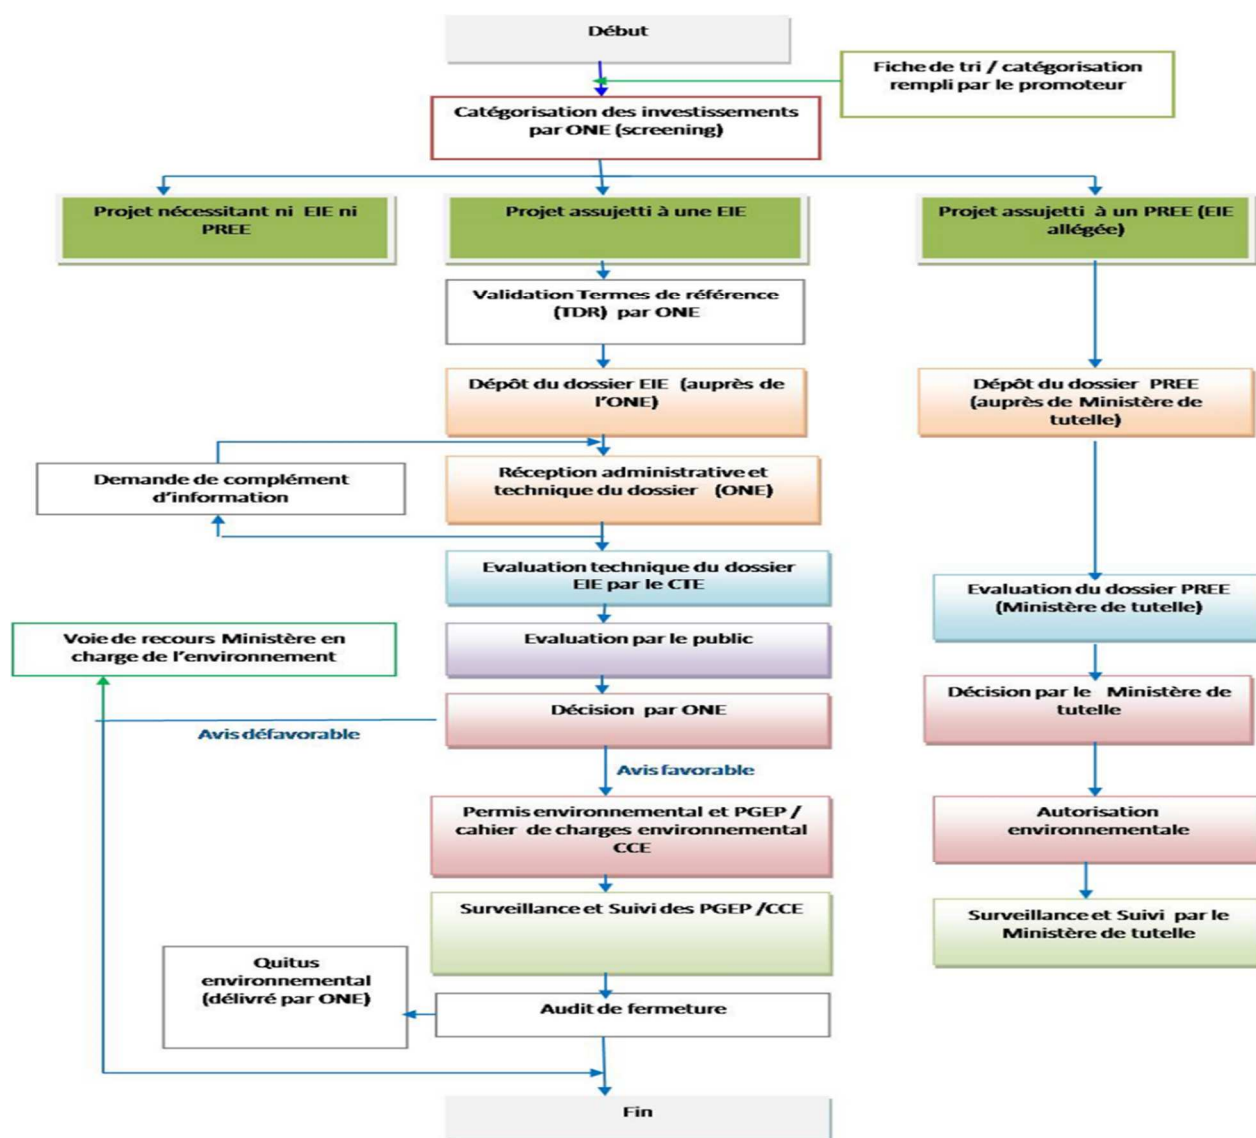 Début
Fiche de tri / catégorisation
rempli par le promoteur
Catégorisation des investissements
par ONE (screening)
Projet nécessitant ni EIE ni
PREE
Projet assujetti à une EIE
Projet assujetti à un PREE (EIE
allégée)
Validation Termes de référence
(TDR) par ONE
Dépôt du dossier EIE (auprès de
l'ONE)
Dépôt du dossier PREE
(auprès de Ministère de
tutelle)
Demande de complément
d'information
Réception administrative et
technique du dossier (ONE)
Evaluation technique du dossier
EIE par le CTE
Evaluation du dossier PREE
(Ministère de tutelle)
Voie de recours Ministère en
charge de l'environnement
Evaluation par le public
Décision par ONE
Décision par le Ministère de
tutelle
Avis défavorable
Avis favorable
Permis environnemental et PGEP /
cahier de charges environnemental
CCE
Autorisation
environnementale
Surveillance et Suivi des PGEP /CCE
Surveillance et Suivi par le
Ministère de tutelle
Quitus
environnemental
(délivré par ONE)
Audit de fermeture
Fin